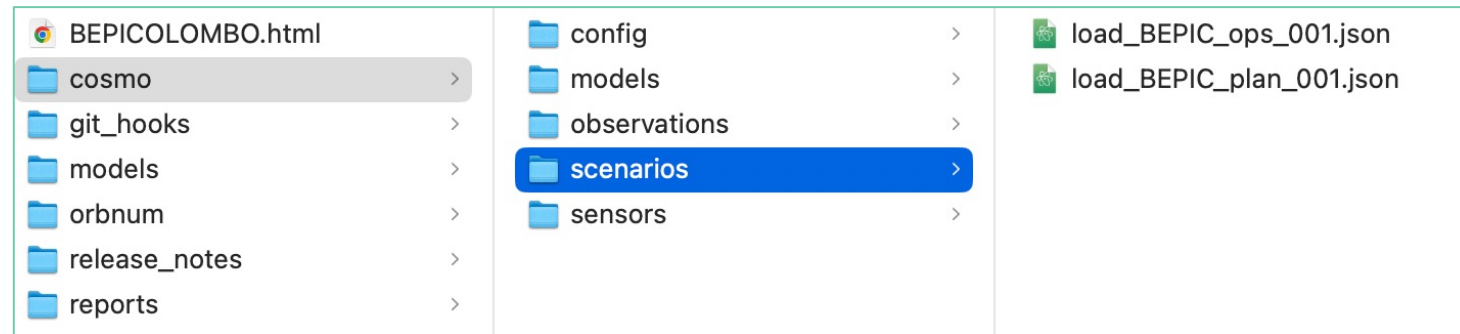 BEPICOLOMBO.html
cosmo
git_hooks
models
orbnum
release_notes
reports
config
models
observations
scenarios
sensors
load_BEPIC_ops_001.json
load_BEPIC_plan_001.json